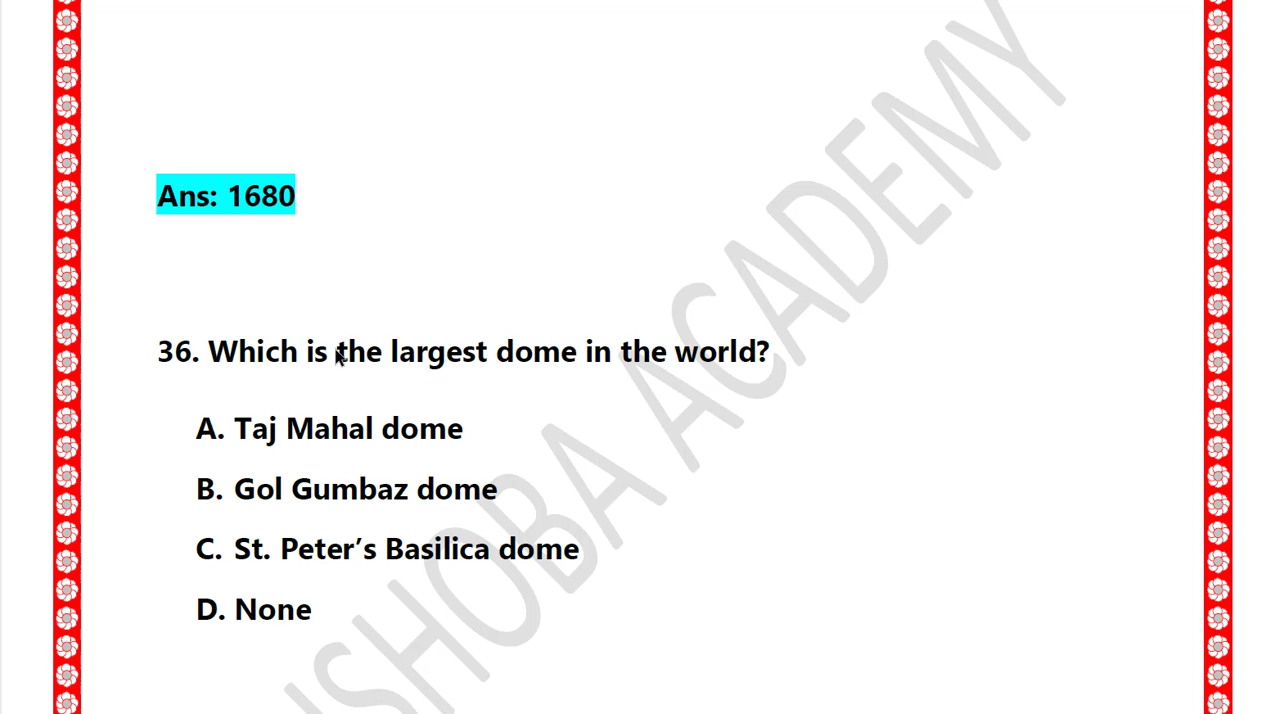 Ans: 1680
36. Which is the largest dome in the world?
A. Taj Mahal dome
B. Gol Gumbaz dome
C. St. Peter’s Basilica dome
D. None
USHOBA ACADEMY